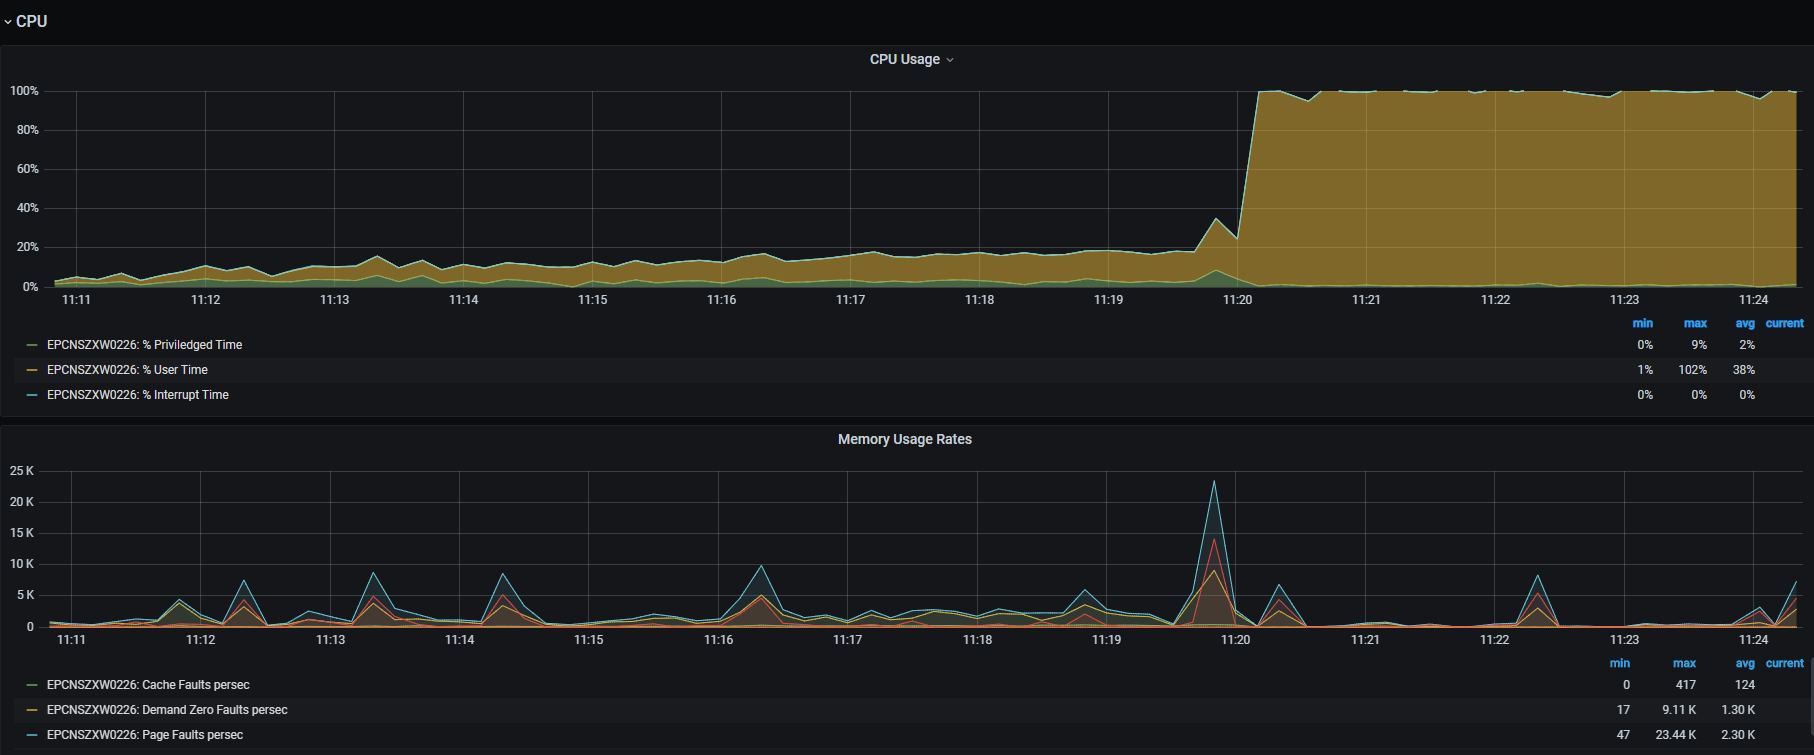 CPU
CPU Usage
100%
80%
60%
40%
20%
0%
11:11 11:12 11:13 11:14 11:15 11:16 11:17 11:18 11:19 11:20 11:21 11:22 11:23 11:24
min max avg current
EPCNSZXW0226: % Priviledged Time 0% 9% 2%
EPCNSZXW0226: % User Time 1% 102% 38%
EPCNSZXW0226: % Interrupt Time 0% 0% 0%
Memory Usage Rates
25 K
20 K
15 K
10 K
5 K
0
11:11 11:12 11:13 11:14 11:15 11:16 11:17 11:18 11:19 11:20 11:21 11:22 11:23 11:24
min max avg current
EPCNSZXW0226: Cache Faults persec 0 417 124
EPCNSZXW0226: Demand Zero Faults persec 17 9.11 K 1.30 K
EPCNSZXW0226: Page Faults persec 47 23.44 K 2.30 K